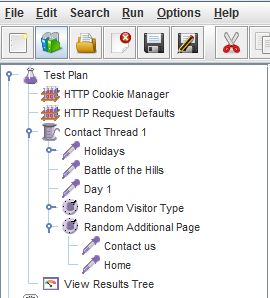 File Edit Search Run Options Help
Test Plan
HTTP Cookie Manager
HTTP Request Defaults
Contact Thread 1
Holidays
Battle of the Hills
Day 1
Random Visitor Type
Random Additional Page
Contact us
Home
View Results Tree